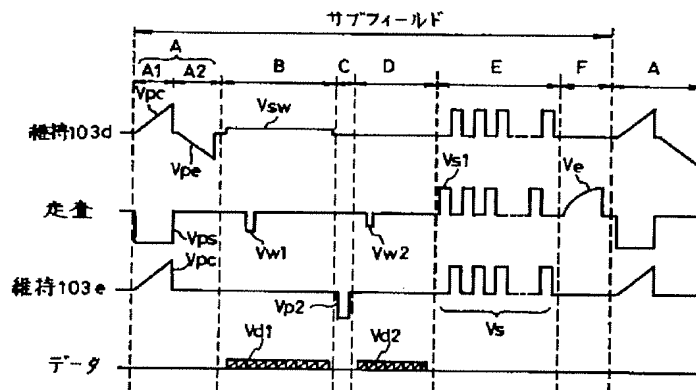 サブフィールド
A
A1 A2 B C D E F A
Vpc
維持103d
Vsw
Vpe
Vs1
Ve
走査
Vps
Vw1
Vw2
Vpc
維持103e
Vp2
Vs
Vd1
Vd2
データ